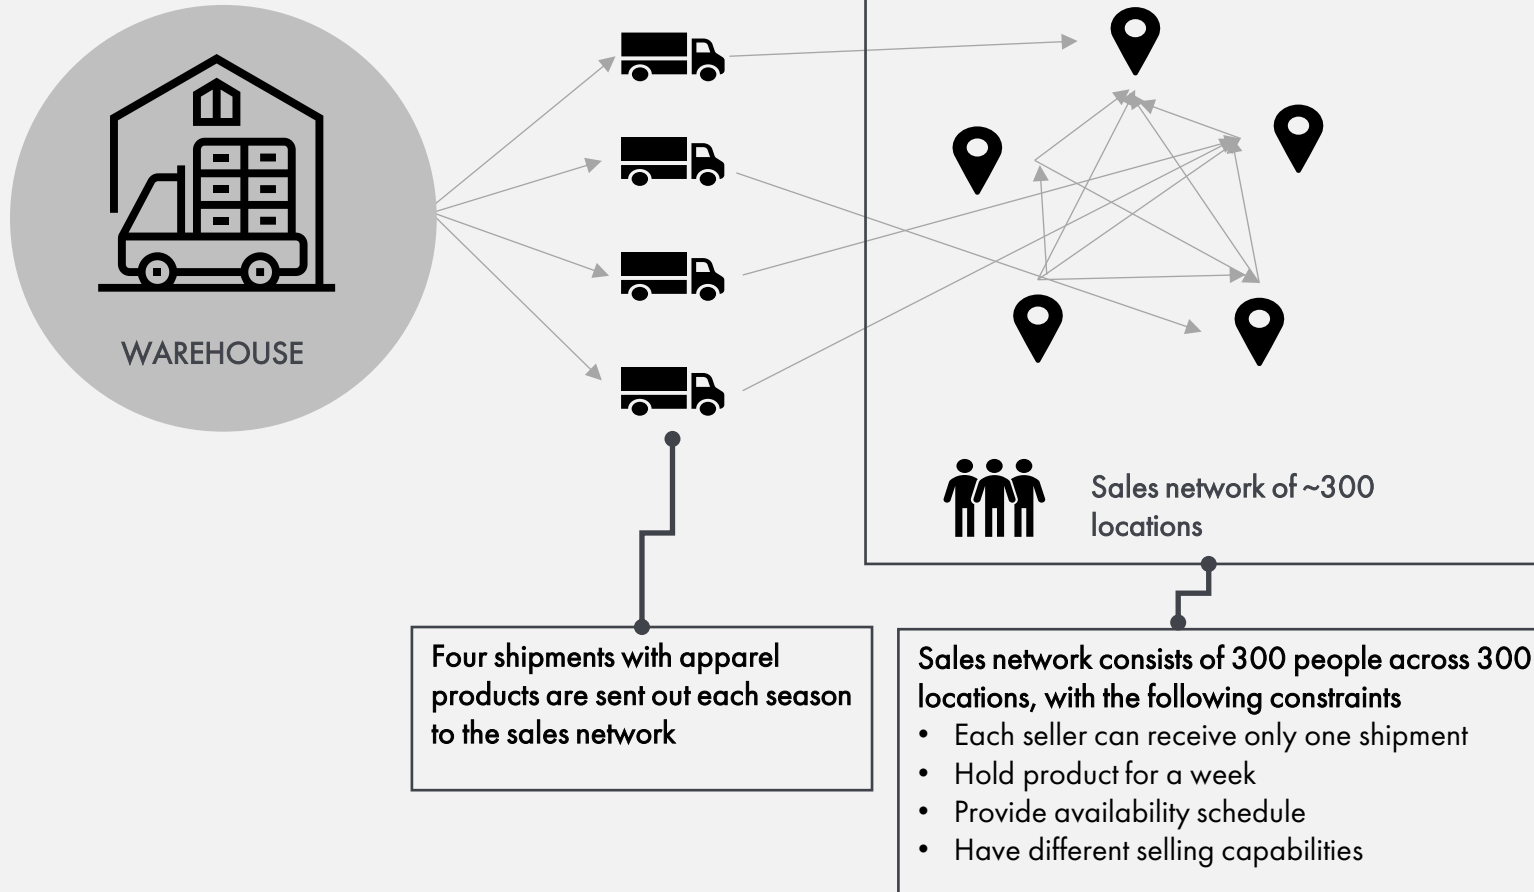 WAREHOUSE
Sales network of ~300
locations
Four shipments with apparel
products are sent out each season
to the sales network
Sales network consists of 300 people across 300
locations, with the following constraints
• Each seller can receive only one shipment
• Hold product for a week
• Provide availability schedule
• Have different selling capabilities